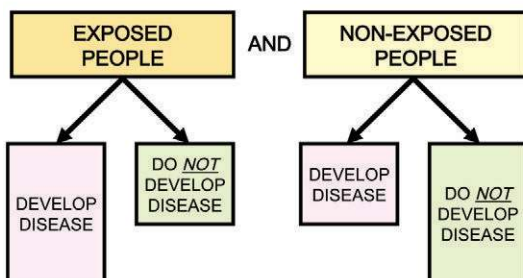 EXPOSED
PEOPLE
AND
NON-EXPOSED
PEOPLE
DEVELOP
DISEASE
DO NOT
DEVELOP
DISEASE
DEVELOP
DISEASE
DO NOT
DEVELOP
DISEASE